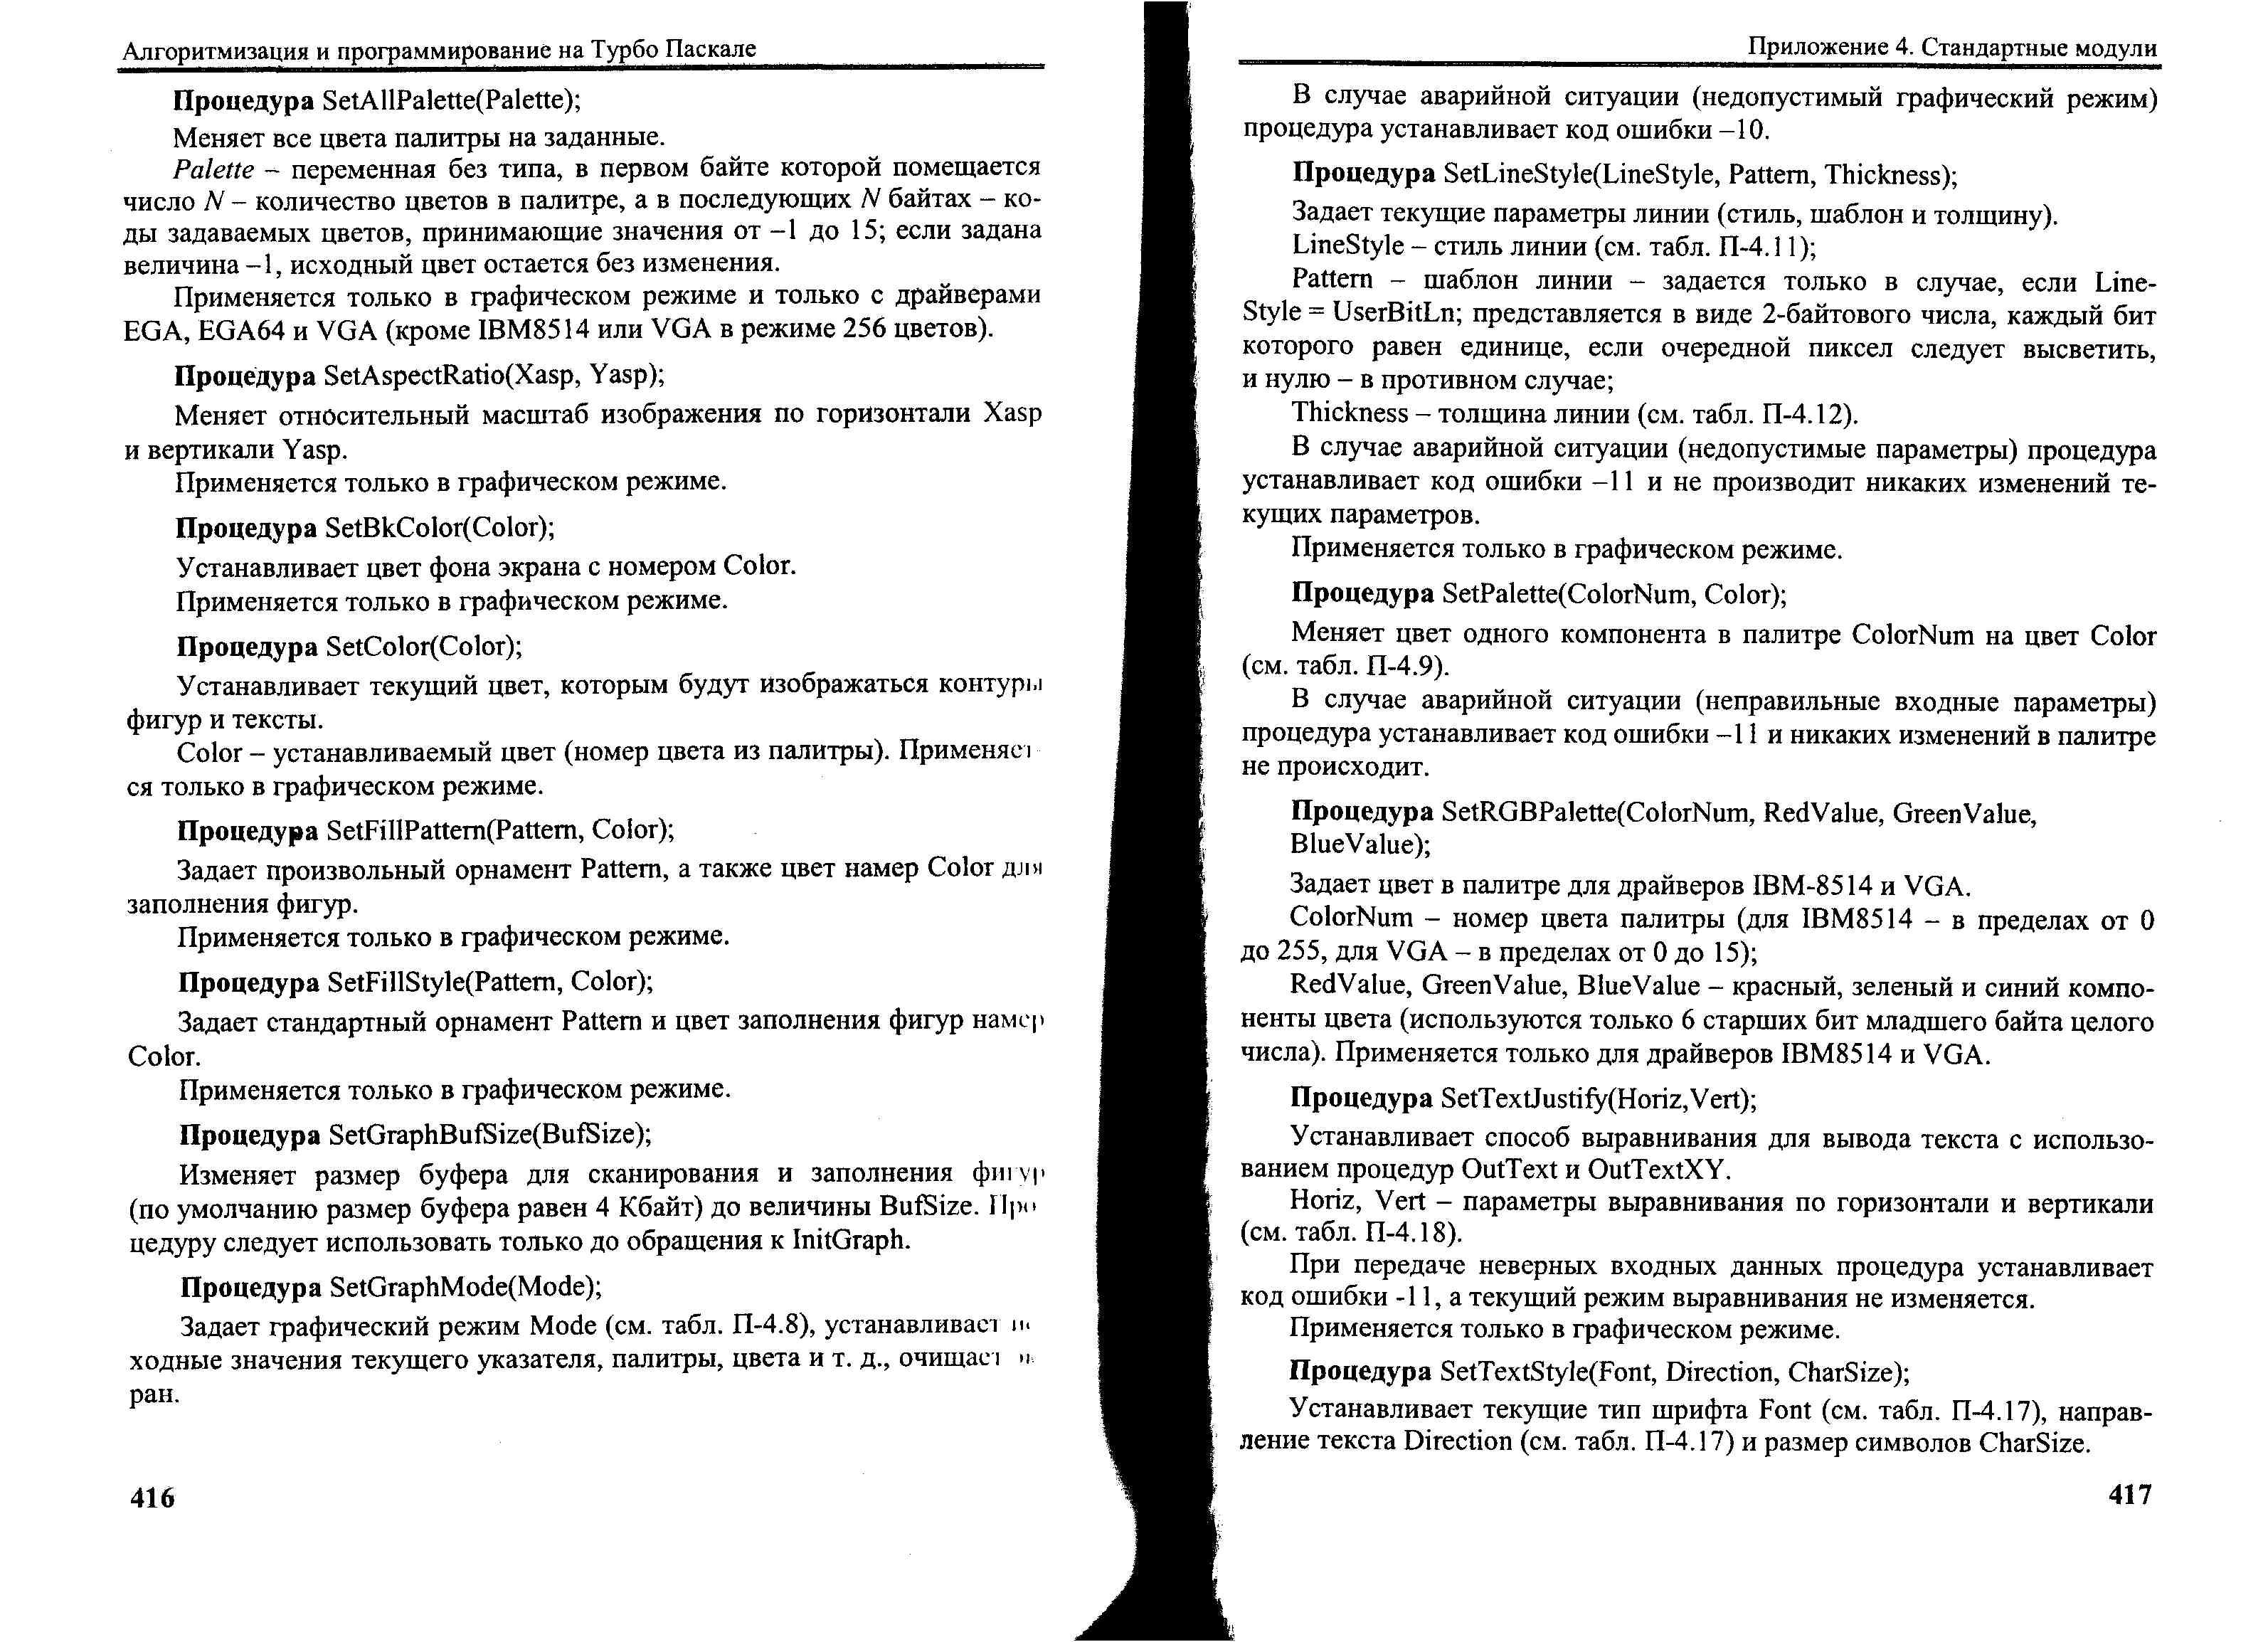 Алгоритмизация и программирование на Турбо Паскале
Процедура SetAllPalette(Palette);
Меняет все цвета палитры на заданные.
Palette – переменная без типа, в первом байте которой помещается
число N – количество цветов в палитре, а в последующих N байтах – ко-
ды задаваемых цветов, принимающие значения от –1 до 15; если задана
величина –1, исходный цвет остается без изменения.
Применяется только в графическом режиме и только с драйверами
EGA, EGA64 и VGA (кроме IBM8514 или VGA в режиме 256 цветов).
Процедура SetAspectRatio(Xasp, Yasp);
Меняет относительный масштаб изображения по горизонтали Xasp
и вертикали Yasp.
Применяется только в графическом режиме.
Процедура SetBkColor(Color);
Устанавливает цвет фона экрана с номером Color.
Применяется только в графическом режиме.
Процедура SetColor(Color);
Устанавливает текущий цвет, которым будут изображаться контуры
фигур и тексты.
Color – устанавливаемый цвет (номер цвета из палитры). Применяет
ся только в графическом режиме.
Процедура SetFillPattern(Pattern, Color);
Задает произвольный орнамент Pattern, а также цвет намер Color для
заполнения фигур.
Применяется только в графическом режиме.
Процедура SetFillStyle(Pattern, Color);
Задает стандартный орнамент Pattern и цвет заполнения фигур намер
Color.
Применяется только в графическом режиме.
Процедура SetGraphBufSize(BufSize);
Изменяет размер буфера для сканирования и заполнения фигур
(по умолчанию размер буфера равен 4 Кбайт) до величины BufSize. Про
цедуру следует использовать только до обращения к InitGraph.
Процедура SetGraphMode(Mode);
Задает графический режим Mode (см. табл. П-4.8), устанавливает
ходные значения текущего указателя, палитры, цвета и т. д., очищает
ран.
416
Приложение 4. Стандартные модули
В случае аварийной ситуации (недопустимый графический режим)
процедура устанавливает код ошибки –10.
Процедура SetLineStyle(LineStyle, Pattern, Thickness);
Задает текущие параметры линии (стиль, шаблон и толщину).
LineStyle – стиль линии (см. табл. П-4.11);
Pattern – шаблон линии – задается только в случае, если Line-
Style = UserBitLn; представляется в виде 2-байтового числа, каждый бит
которого равен единице, если очередной пиксел следует высветить,
и нулю – в противном случае;
Thickness – толщина линии (см. табл. П-4.12).
В случае аварийной ситуации (недопустимые параметры) процедура
устанавливает код ошибки –11 и не производит никаких изменений те-
кущих параметров.
Применяется только в графическом режиме.
Процедура SetPalette(ColorNum, Color);
Меняет цвет одного компонента в палитре ColorNum на цвет Color
(см. табл. П-4.9).
В случае аварийной ситуации (неправильные входные параметры)
процедура устанавливает код ошибки –11 и никаких изменений в палитре
не происходит.
Процедура SetRGBPalette(ColorNum, RedValue, GreenValue,
BlueValue);
Задает цвет в палитре для драйверов IBM-8514 и VGA.
ColorNum – номер цвета палитры (для IBM8514 – в пределах от 0
до 255, для VGA – в пределах от 0 до 15);
RedValue, GreenValue, BlueValue – красный, зеленый и синий компо-
ненты цвета (используются только 6 старших бит младшего байта целого
числа). Применяется только для драйверов IBM8514 и VGA.
Процедура SetTextJustify(Horiz,Vert);
Устанавливает способ выравнивания для вывода текста с использо-
ванием процедур OutText и OutTextXY.
Horiz, Vert – параметры выравнивания по горизонтали и вертикали
(см. табл. П-4.18).
При передаче неверных входных данных процедура устанавливает
код ошибки -11, а текущий режим выравнивания не изменяется.
Применяется только в графическом режиме.
Процедура SetTextStyle(Font, Direction, CharSize);
Устанавливает текущие тип шрифта Font (см. табл. П-4.17), направ-
ление текста Direction (см. табл. П-4.17) и размер символов CharSize.
417